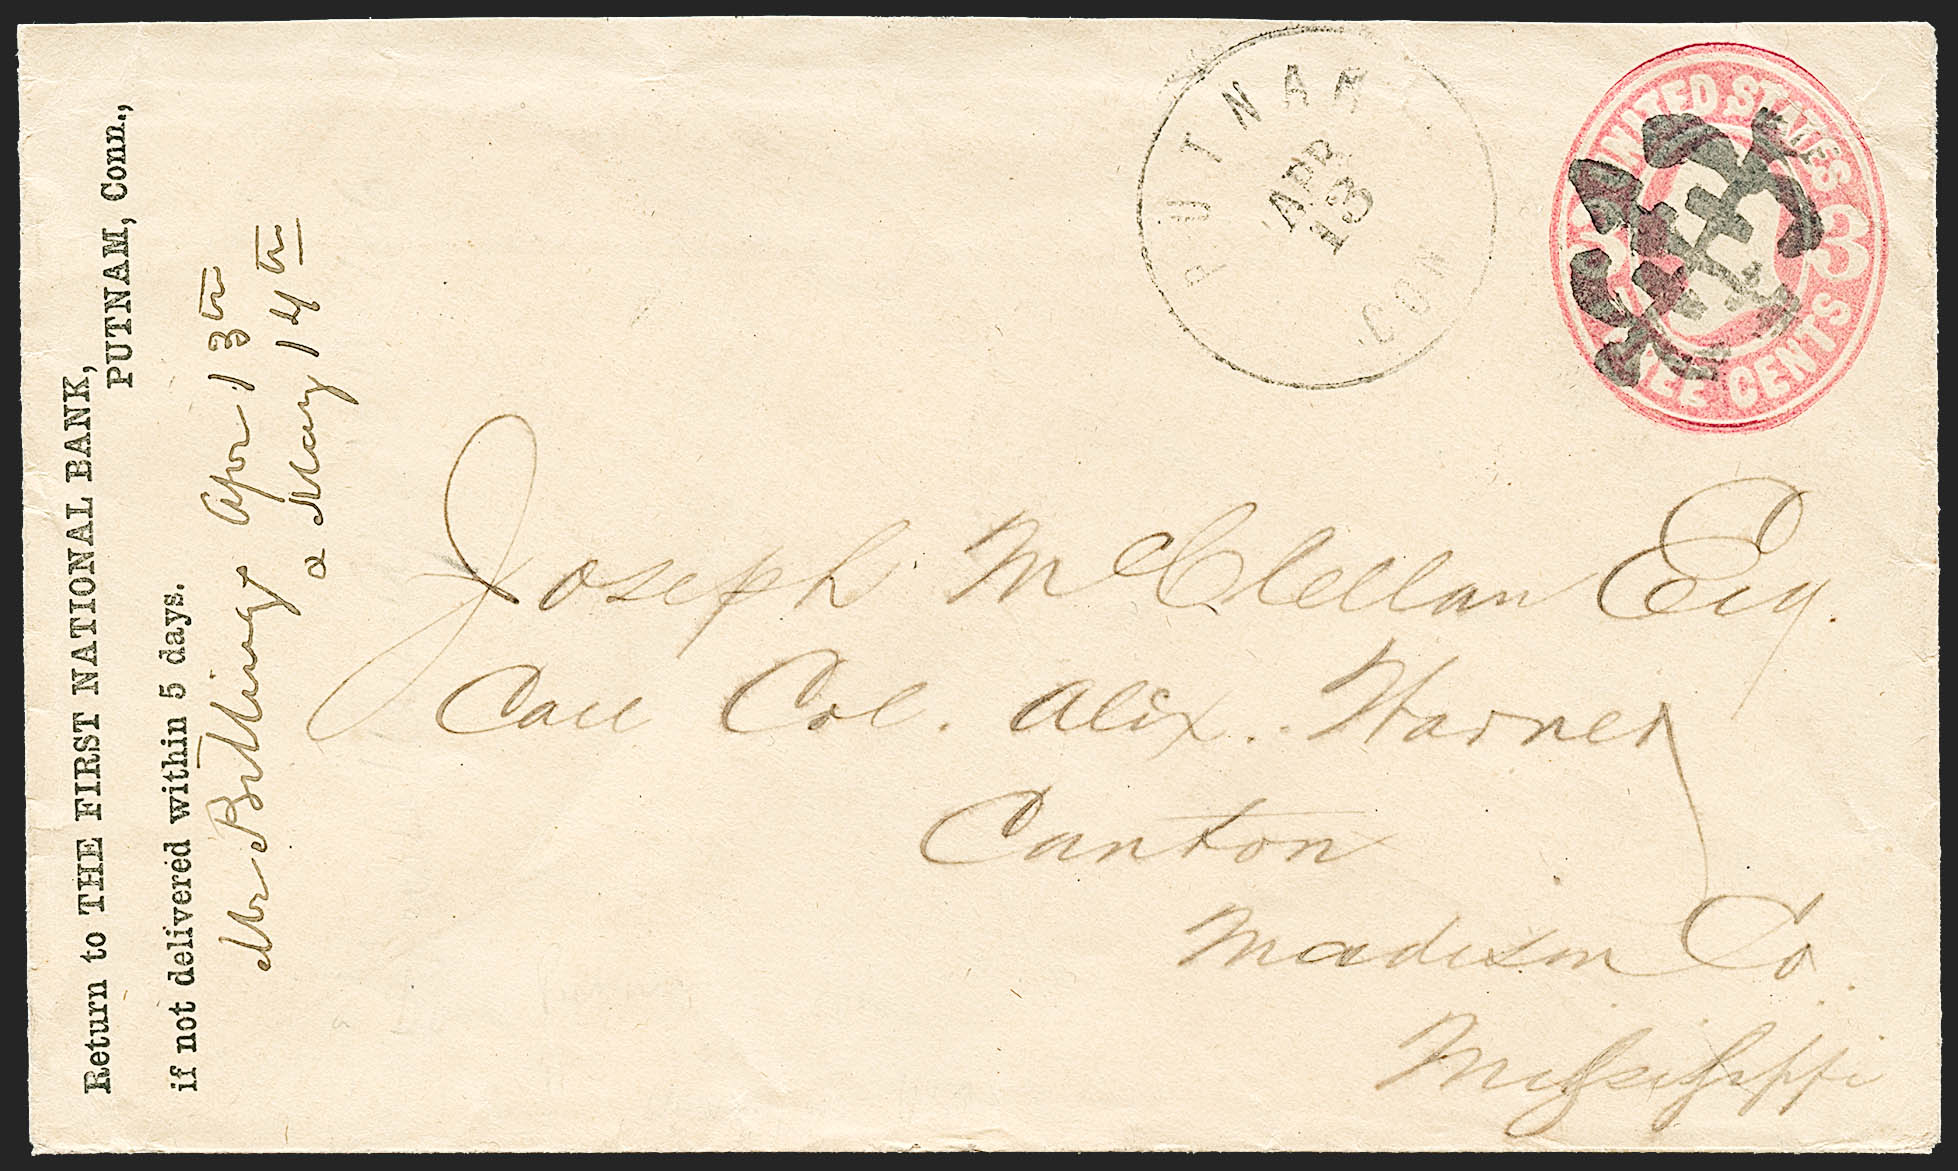 Return to THE FIRST NATIONAL BANK,
PUTNAM, Conn.,
if not delivered within 5 days.
Mr Billings Apr 13th
a May 14th
PUTNAM CON.
APR
13
UNITED STATES
3 3
THREE CENTS
Joseph McClellan Esq.
Care Col. Alex. Warner
Canton
Madison Co
Mississippi